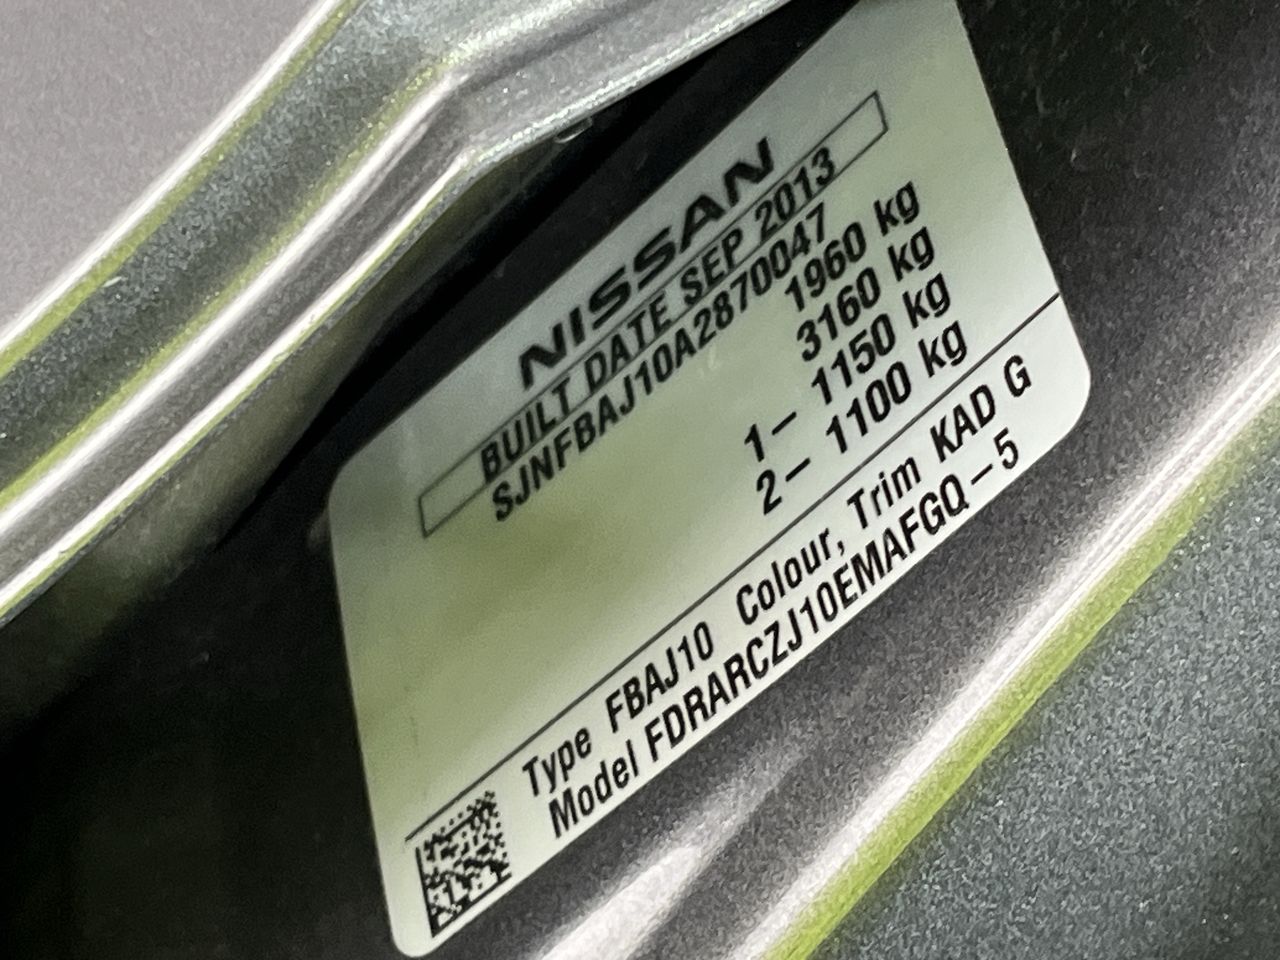 NISSAN
BUILT DATE SEP 2013
SJNFBAJ10A2870047
1960 kg
3160 kg
1– 1150 kg
2– 1100 kg
Type FBAJ10 Colour, Trim KAD G
Model FDRARCZJ10EMAFGQ–5